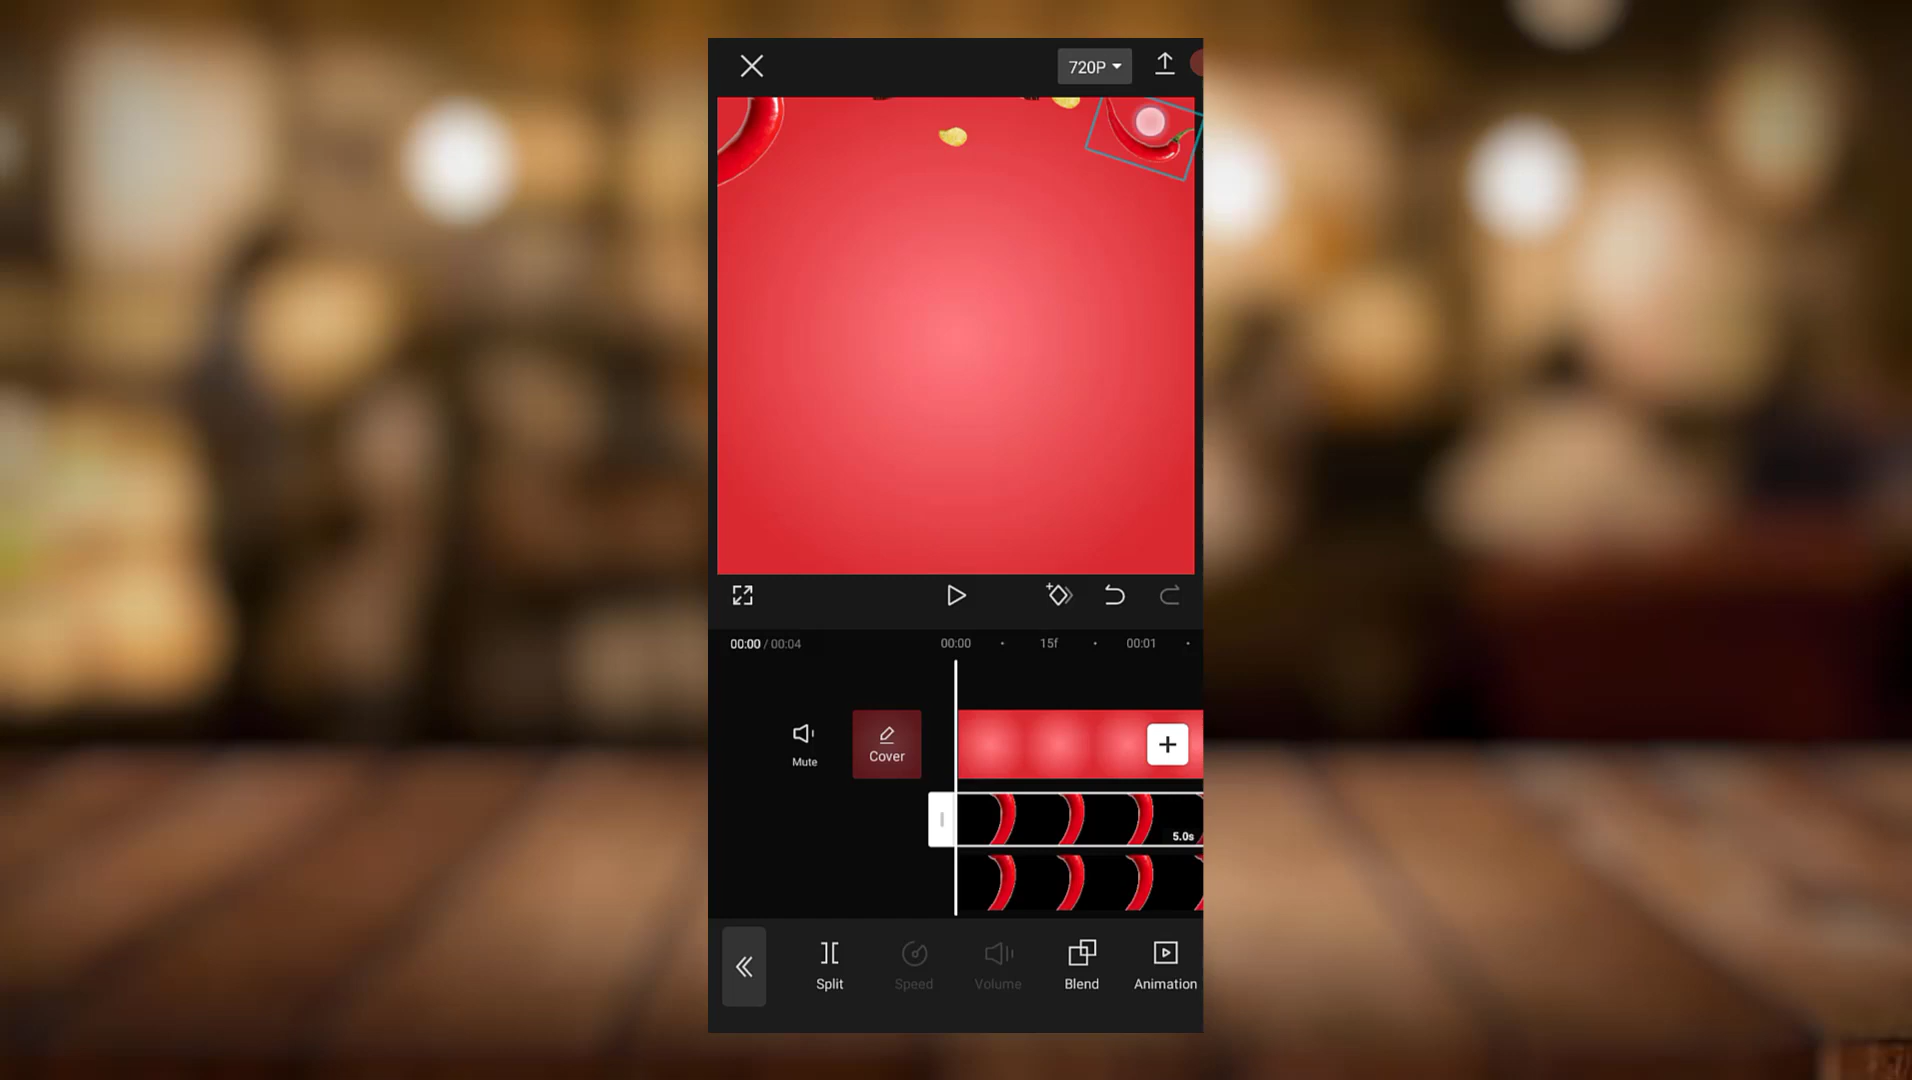 720P
00:00 / 00:04
00:00
15f
00:01
Mute
Cover
5.0s
Split
Speed
Volume
Blend
Animation